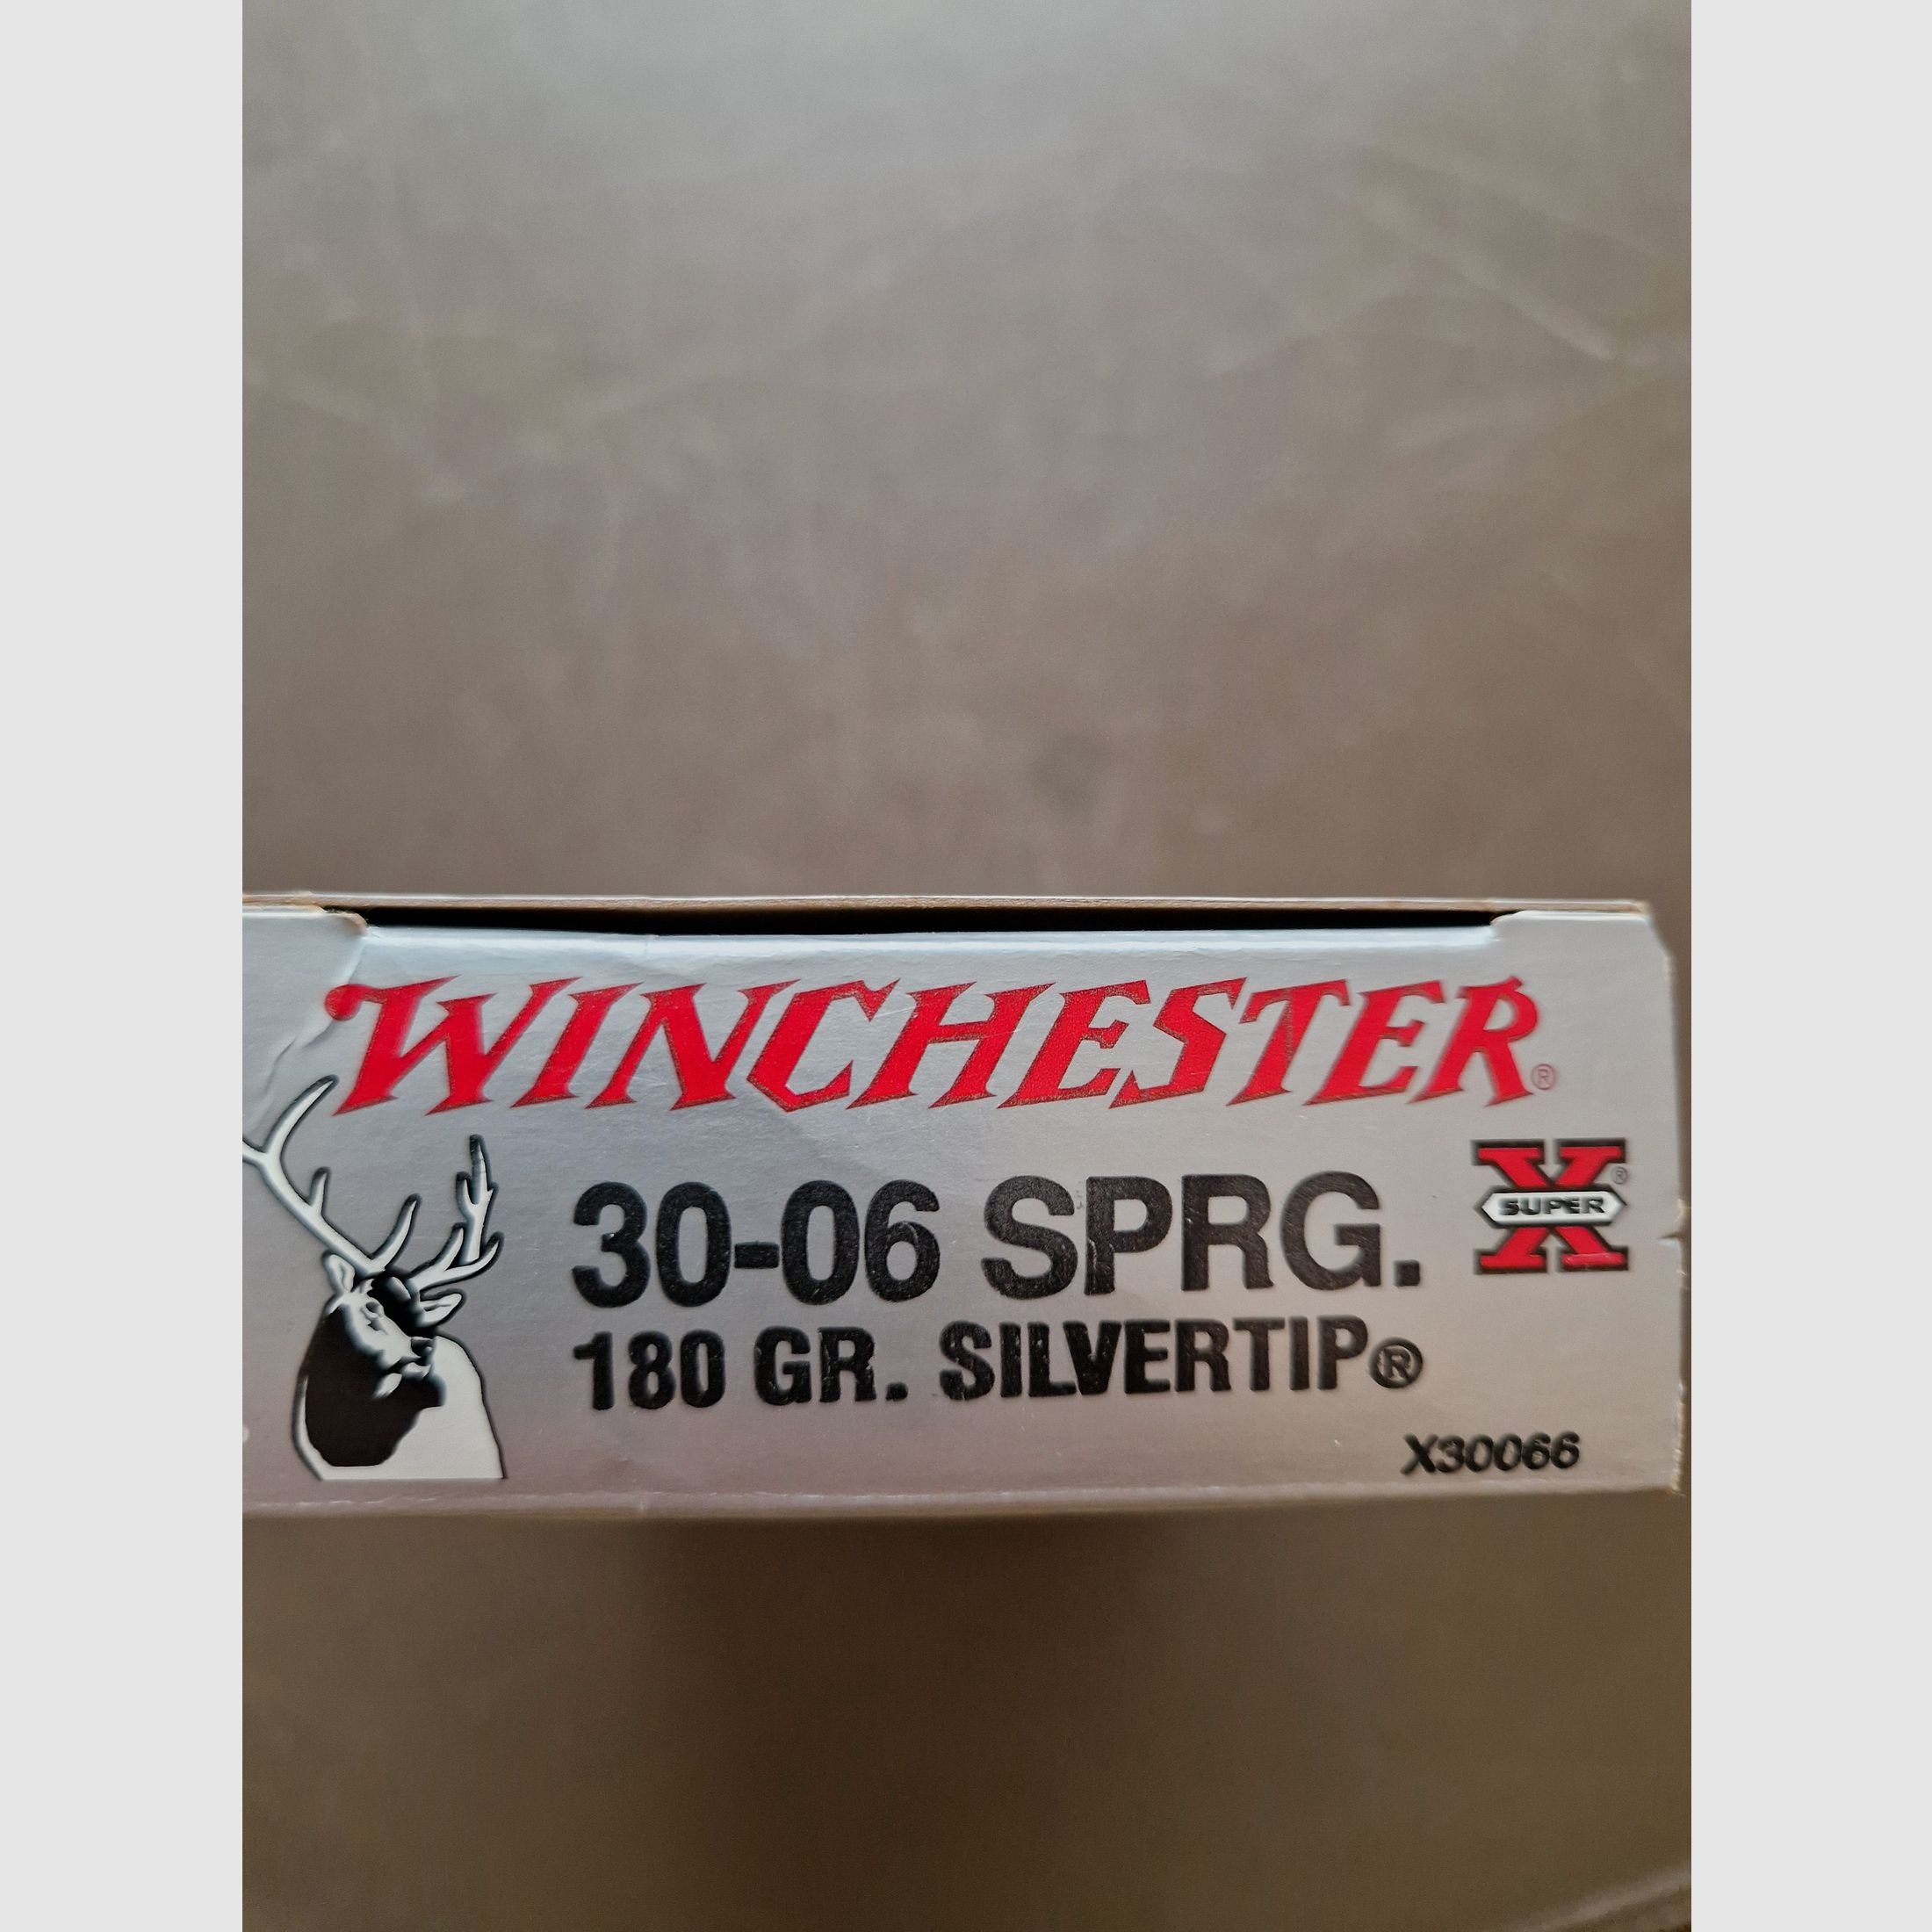 WINCHESTER®
30-06 SPRG.
SUPER X®
180 GR. SILVERTIP®
X30066